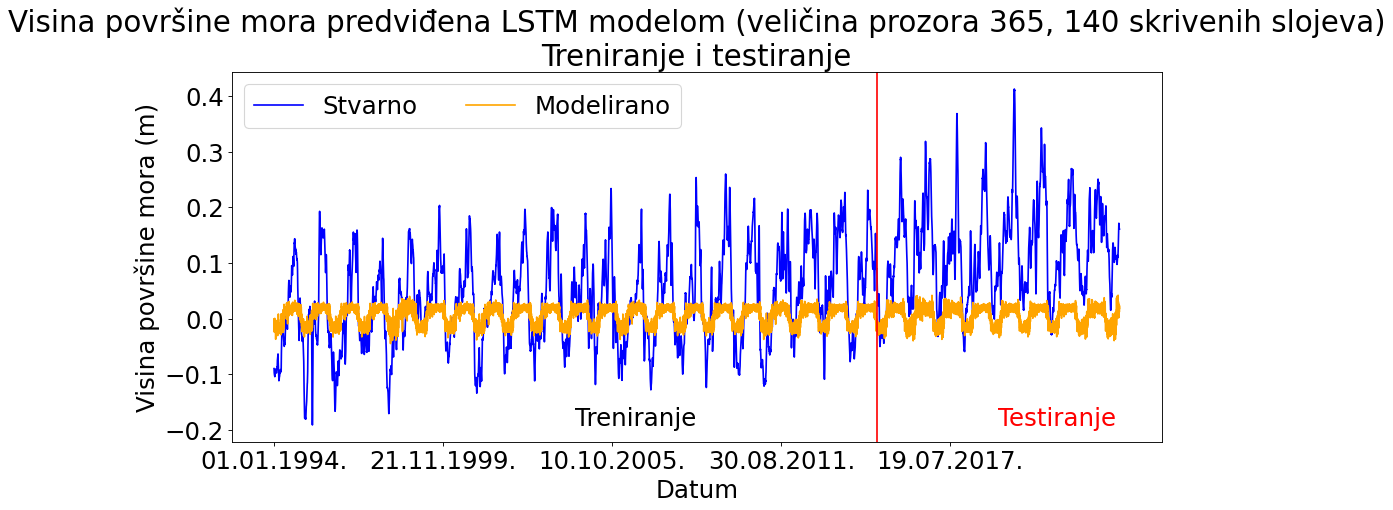 Visina površine mora predviđena LSTM modelom (veličina prozora 365, 140 skrivenih slojeva)
Treniranje i testiranje
Stvarno Modelirano
Visina površine mora (m)
0.4
0.3
0.2
0.1
0.0
−0.1
−0.2
Treniranje Testiranje
01.01.1994. 21.11.1999. 10.10.2005. 30.08.2011. 19.07.2017.
Datum